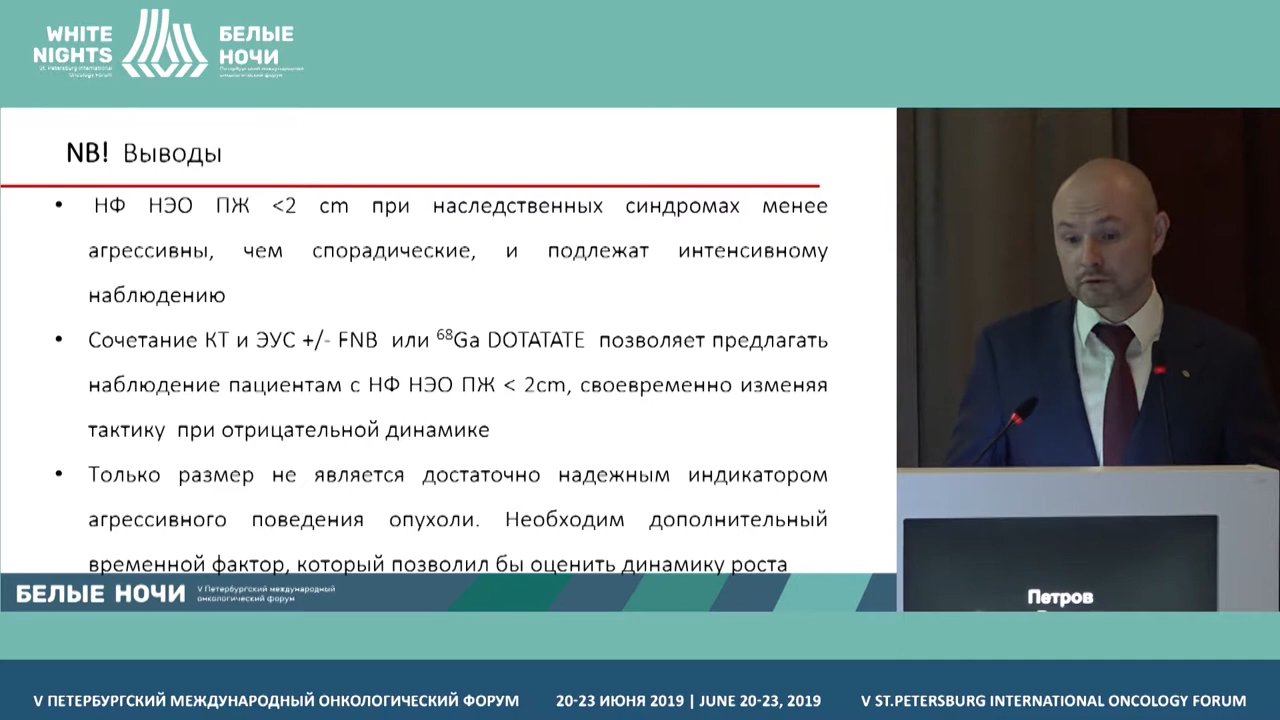 WHITE
NIGHTS
St. Petersburg International
Oncology Forum
БЕЛЫЕ
НОЧИ
Петербургский международный
онкологический форум
NB! Выводы
• НФ НЭО ПЖ <2 cm при наследственных синдромах менее
агрессивны, чем спорадические, и подлежат интенсивному
наблюдению
• Сочетание КТ и ЭУС +/- FNB или ⁶⁸Ga DOTATATE позволяет предлагать
наблюдение пациентам с НФ НЭО ПЖ < 2cm, своевременно изменяя
тактику при отрицательной динамике
• Только размер не является достаточно надежным индикатором
агрессивного поведения опухоли. Необходим дополнительный
временной фактор, который позволил бы оценить динамику роста
БЕЛЫЕ НОЧИ
V Петербургский международный
онкологический форум
Петров
V ПЕТЕРБУРГСКИЙ МЕЖДУНАРОДНЫЙ ОНКОЛОГИЧЕСКИЙ ФОРУМ 20-23 ИЮНЯ 2019 | JUNE 20-23, 2019 V ST.PETERSBURG INTERNATIONAL ONCOLOGY FORUM